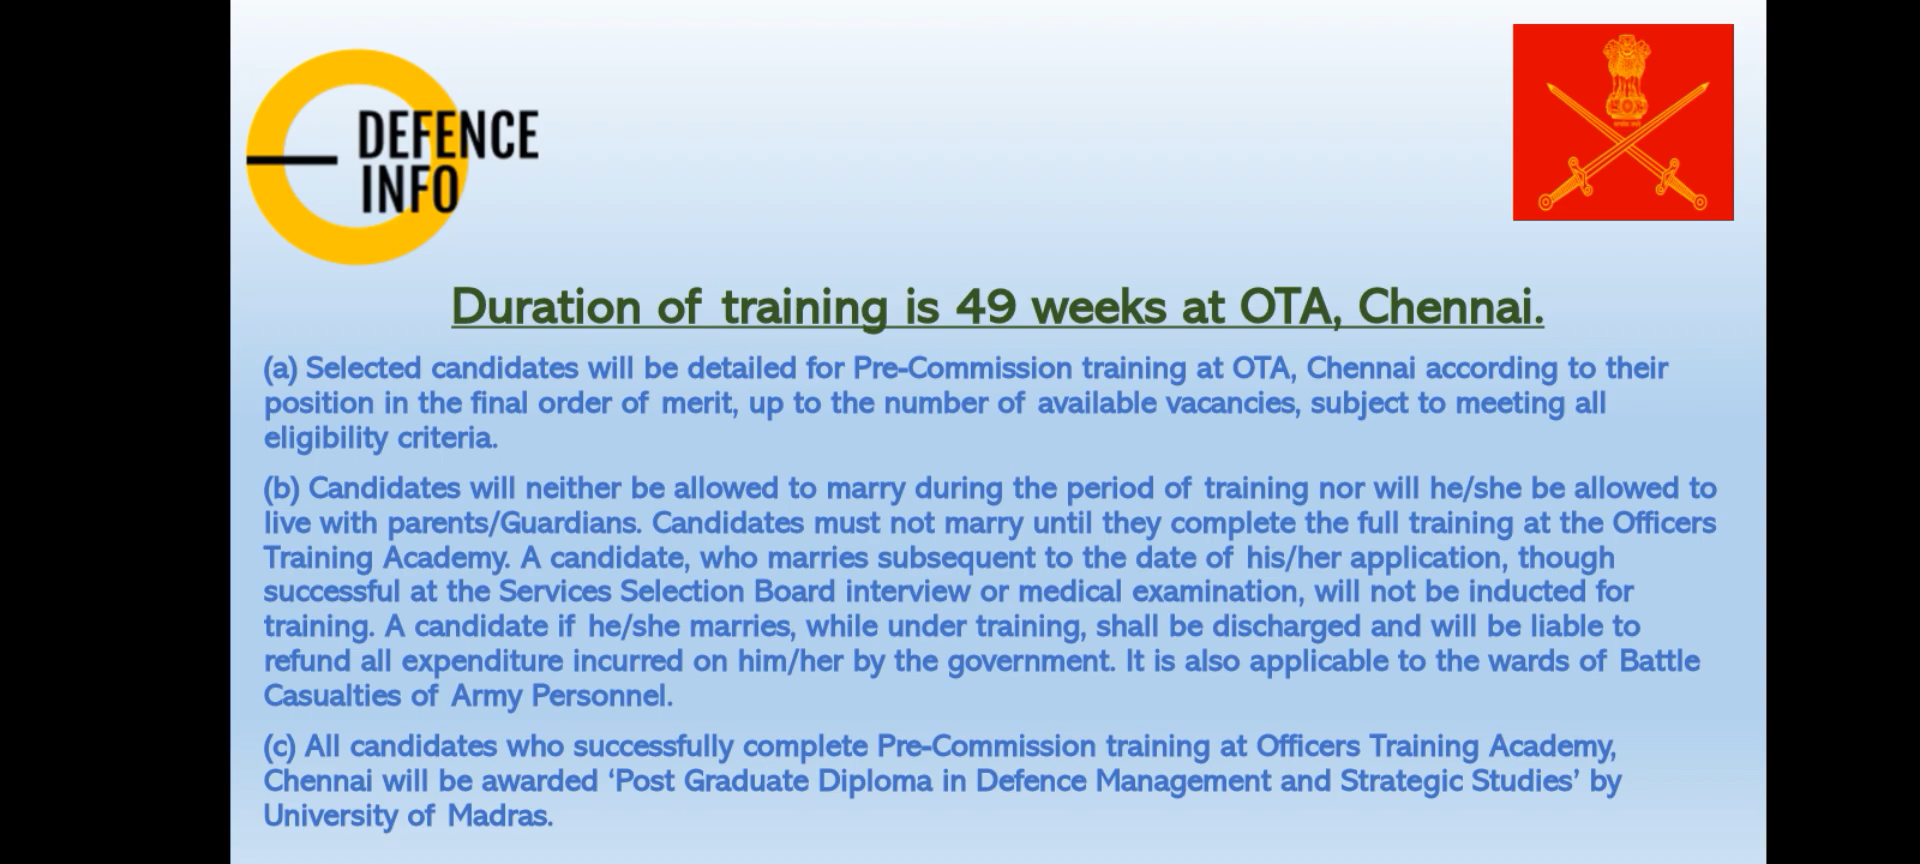 DEFENCE
INFO
Duration of training is 49 weeks at OTA, Chennai.
(a) Selected candidates will be detailed for Pre-Commission training at OTA, Chennai according to their
position in the final order of merit, up to the number of available vacancies, subject to meeting all
eligibility criteria.
(b) Candidates will neither be allowed to marry during the period of training nor will he/she be allowed to
live with parents/Guardians. Candidates must not marry until they complete the full training at the Officers
Training Academy. A candidate, who marries subsequent to the date of his/her application, though
successful at the Services Selection Board interview or medical examination, will not be inducted for
training. A candidate if he/she marries, while under training, shall be discharged and will be liable to
refund all expenditure incurred on him/her by the government. It is also applicable to the wards of Battle
Casualties of Army Personnel.
(c) All candidates who successfully complete Pre-Commission training at Officers Training Academy,
Chennai will be awarded ‘Post Graduate Diploma in Defence Management and Strategic Studies’ by
University of Madras.